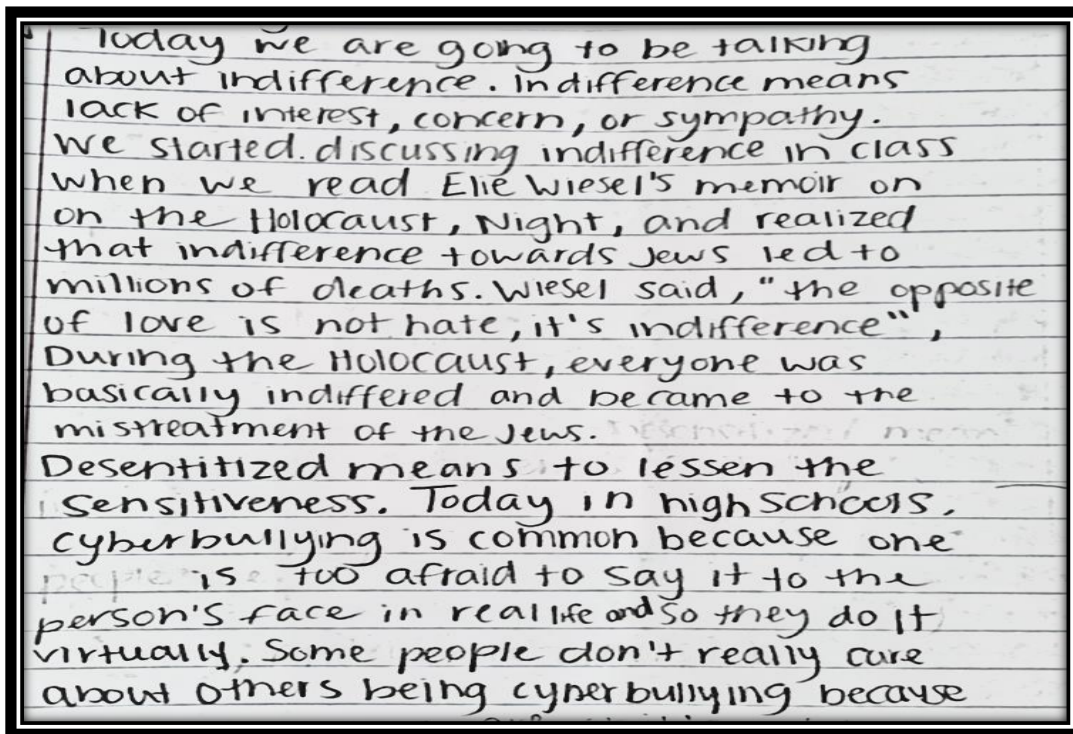 Today we are going to be talking
about indifference. Indifference means
lack of interest, concern, or sympathy.
We started. discussing indifference in class
when we read Elie Wiesel's memoir on
on the Holocaust, Night, and realized
that indifference towards Jews led to
millions of deaths. Wiesel said, "the opposite
of love is not hate, it's indifference",
During the Holocaust, everyone was
basically indiffered and became to the
mistreatment of the Jews. mean
Desentitized means to lessen the
sensitiveness. Today in high schools,
cyberbullying is common because one
people is too afraid to say it to the
person's face in real life and so they do it
virtually. Some people don't really care
about others being cyberbullying because